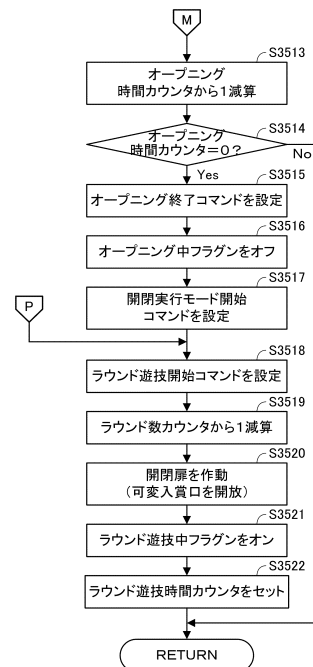 M
S3513
オープニング
時間カウンタから1減算
S3514
オープニング
時間カウンタ=0?
No
Yes
S3515
オープニング終了コマンドを設定
S3516
オープニング中フラグンをオフ
S3517
開閉実行モード開始
コマンドを設定
P
S3518
ラウンド遊技開始コマンドを設定
S3519
ラウンド数カウンタから1減算
S3520
開閉扉を作動
(可変入賞口を開放)
S3521
ラウンド遊技中フラグンをオン
S3522
ラウンド遊技時間カウンタをセット
RETURN